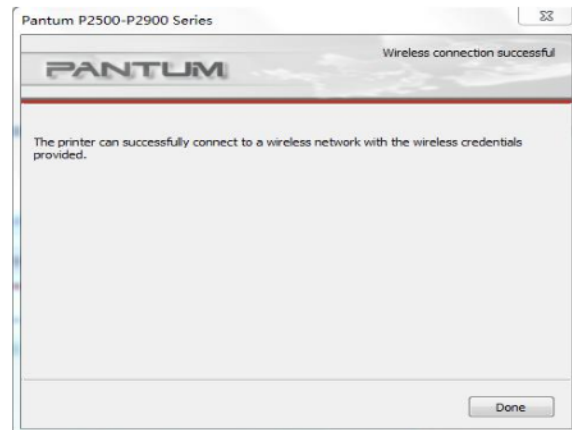 Pantum P2500-P2900 Series
Wireless connection successful
PANTUM
The printer can successfully connect to a wireless network with the wireless credentials
provided.
Done